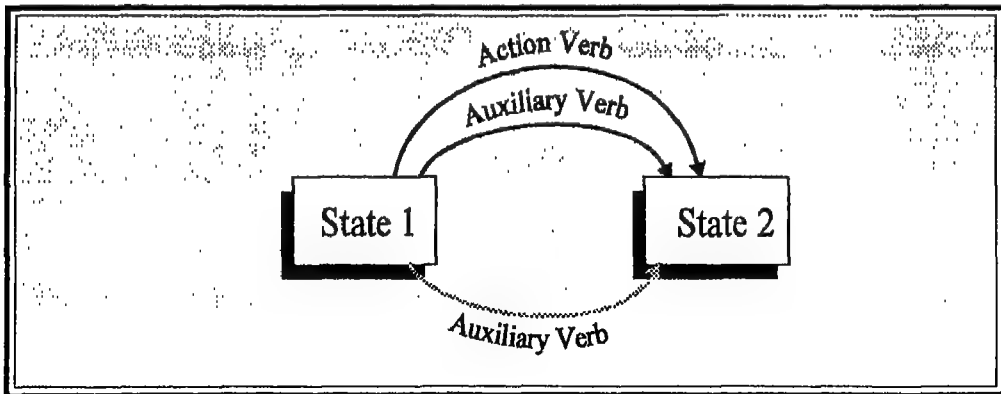 Action Verb
Auxiliary Verb
State 1
State 2
Auxiliary Verb